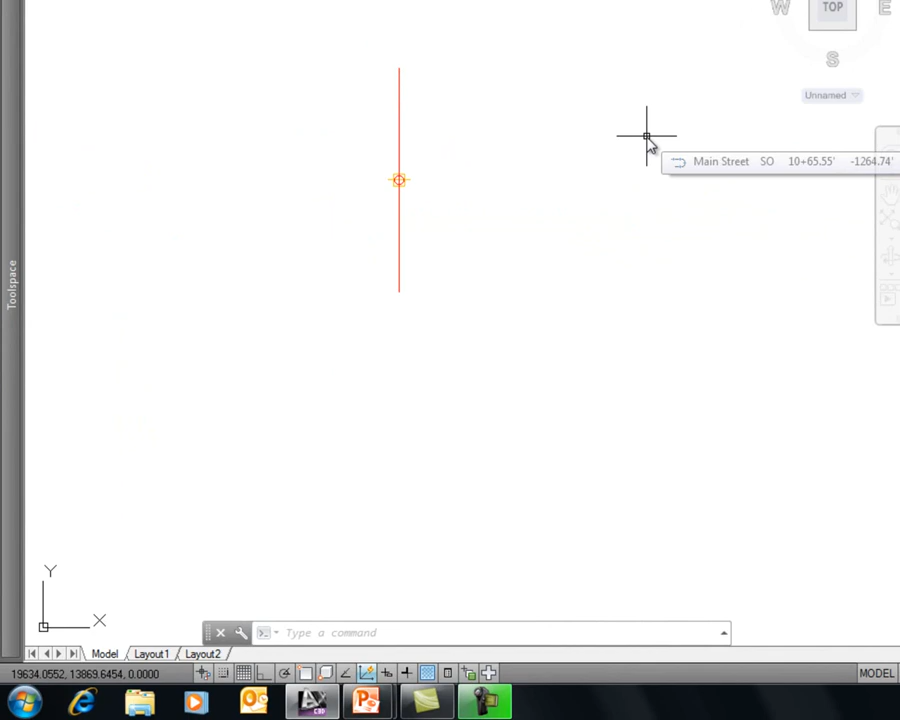 W
TOP
E
S
Unnamed
Main Street SO 10+65.55' -1264.74'
Toolspace
Y
X
Type a command
Model Layout1 Layout2
19634.0552, 13869.6454, 0.0000
MODEL
C3D